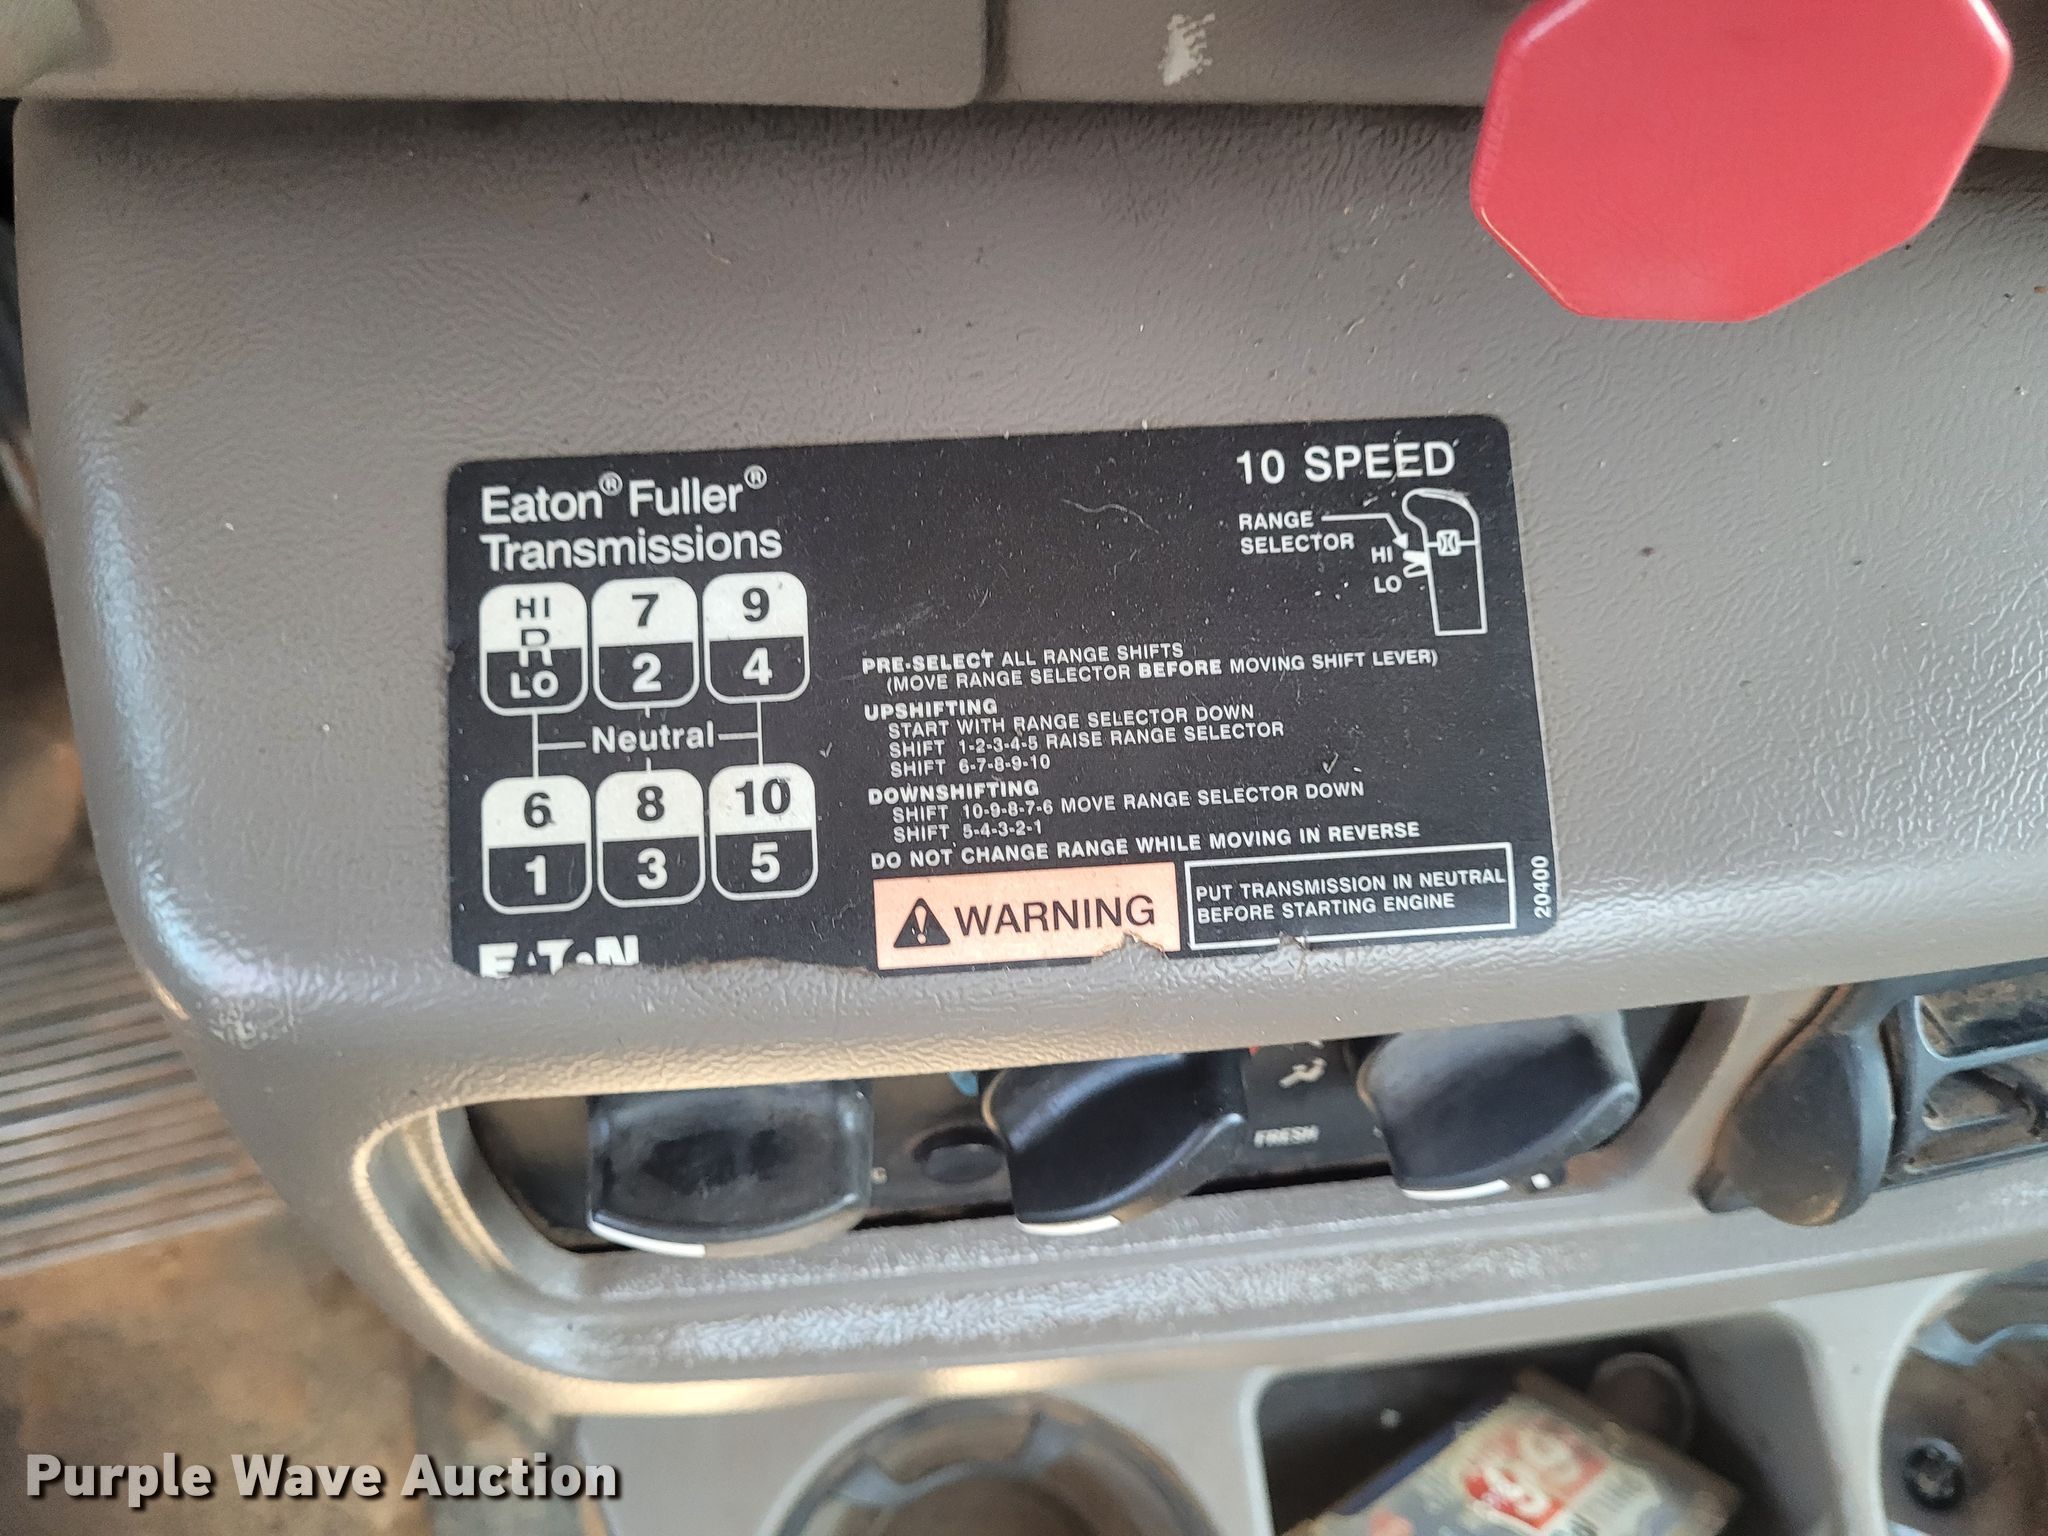 Eaton® Fuller®
Transmissions
10 SPEED
RANGE
SELECTOR
HI
LO
HI
R
LO
7
2
9
4
Neutral
6
1
8
3
10
5
PRE-SELECT ALL RANGE SHIFTS
(MOVE RANGE SELECTOR BEFORE MOVING SHIFT LEVER)
UPSHIFTING
START WITH RANGE SELECTOR DOWN
SHIFT 1-2-3-4-5 RAISE RANGE SELECTOR
SHIFT 6-7-8-9-10
DOWNSHIFTING
SHIFT 10-9-8-7-6 MOVE RANGE SELECTOR DOWN
SHIFT 5-4-3-2-1
DO NOT CHANGE RANGE WHILE MOVING IN REVERSE
WARNING
PUT TRANSMISSION IN NEUTRAL
BEFORE STARTING ENGINE
20400
EATON
FRESH
99
Purple Wave Auction